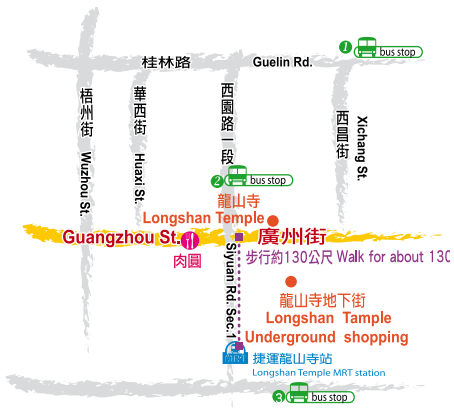 1 bus stop
桂林路 Guelin Rd.
梧州街 Wuzhou St.
華西街 Huaxi St.
西園路一段
西昌街 Xichang St.
2 bus stop
龍山寺
Longshan Temple
Guangzhou St. 廣州街
肉圓
步行約130公尺 Walk for about 130
Siyuan Rd. Sec.1
龍山寺地下街
Longshan Tample
Underground shopping
捷運龍山寺站
Longshan Temple MRT station
3 bus stop